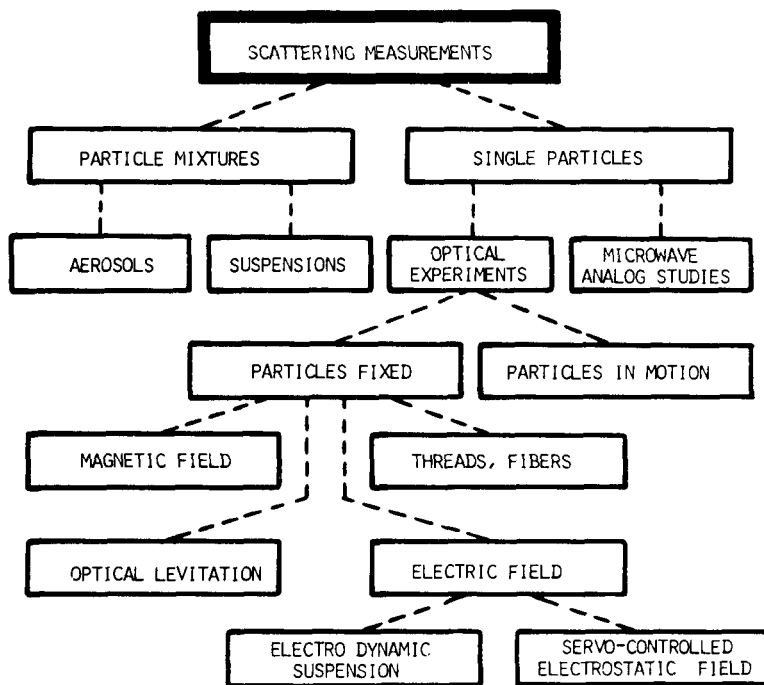 SCATTERING MEASUREMENTS
PARTICLE MIXTURES
SINGLE PARTICLES
AEROSOLS
SUSPENSIONS
OPTICAL
EXPERIMENTS
MICROWAVE
ANALOG STUDIES
PARTICLES FIXED
PARTICLES IN MOTION
MAGNETIC FIELD
THREADS, FIBERS
OPTICAL LEVITATION
ELECTRIC FIELD
ELECTRO DYNAMIC
SUSPENSION
SERVO-CONTROLLED
ELECTROSTATIC FIELD